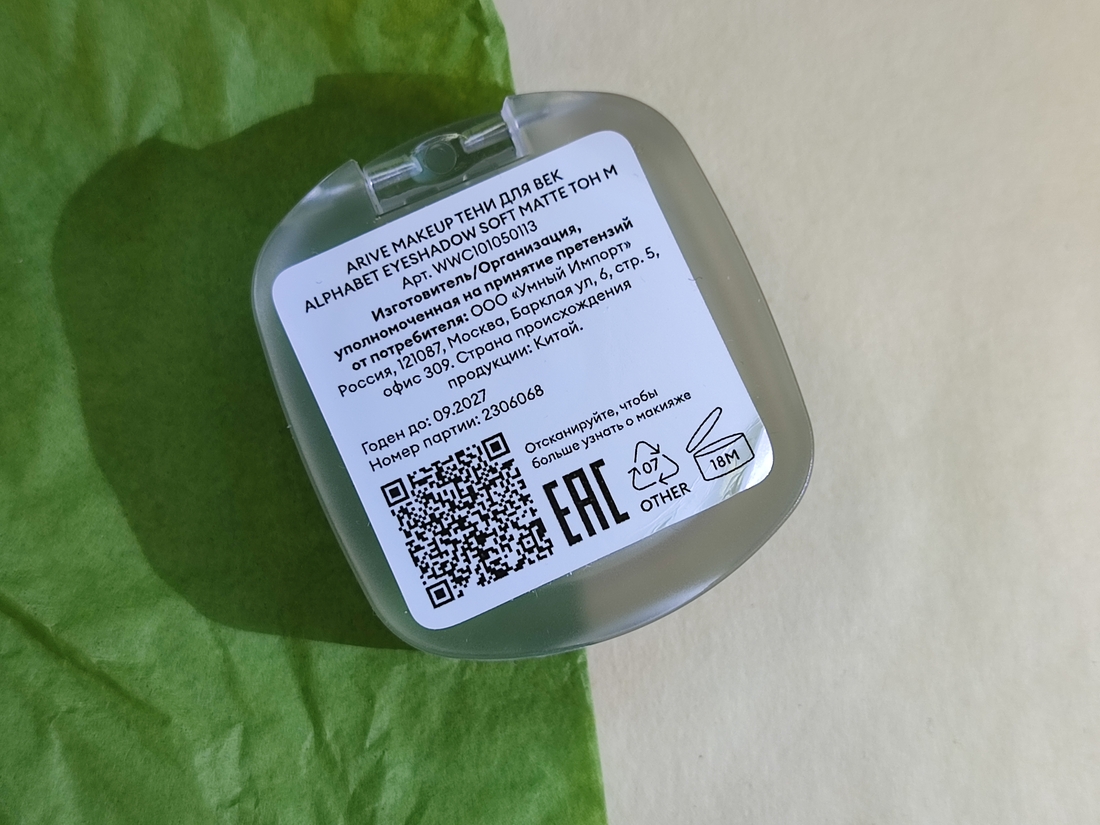 ARIVE MAKEUP ТЕНИ ДЛЯ ВЕК
ALPHABET EYESHADOW SOFT MATTE ТОН М
Арт. WWC101050113
Изготовитель/Организация,
уполномоченная на принятие претензий
от потребителя: ООО «Умный Импорт»
Россия, 121087, Москва, Барклая ул, 6, стр. 5,
офис 309. Страна происхождения
продукции: Китай.
Годен до: 09.2027
Номер партии: 2306068
Отсканируйте, чтобы
больше узнать о макияже
EAC
07
OTHER
18M